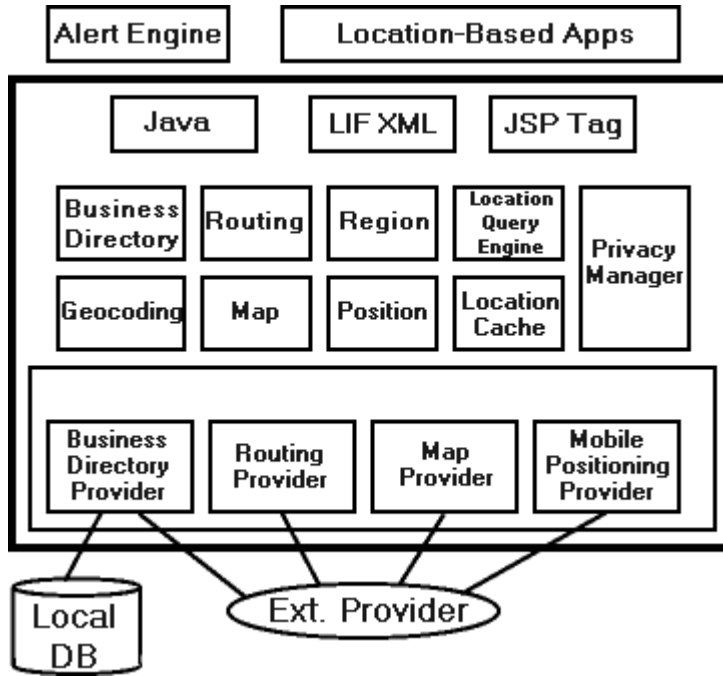 Alert Engine
Location-Based Apps
Java
LIF XML
JSP Tag
Business
Directory
Routing
Region
Location
Query
Engine
Privacy
Manager
Geocoding
Map
Position
Location
Cache
Business
Directory
Provider
Routing
Provider
Map
Provider
Mobile
Positioning
Provider
Local
DB
Ext. Provider